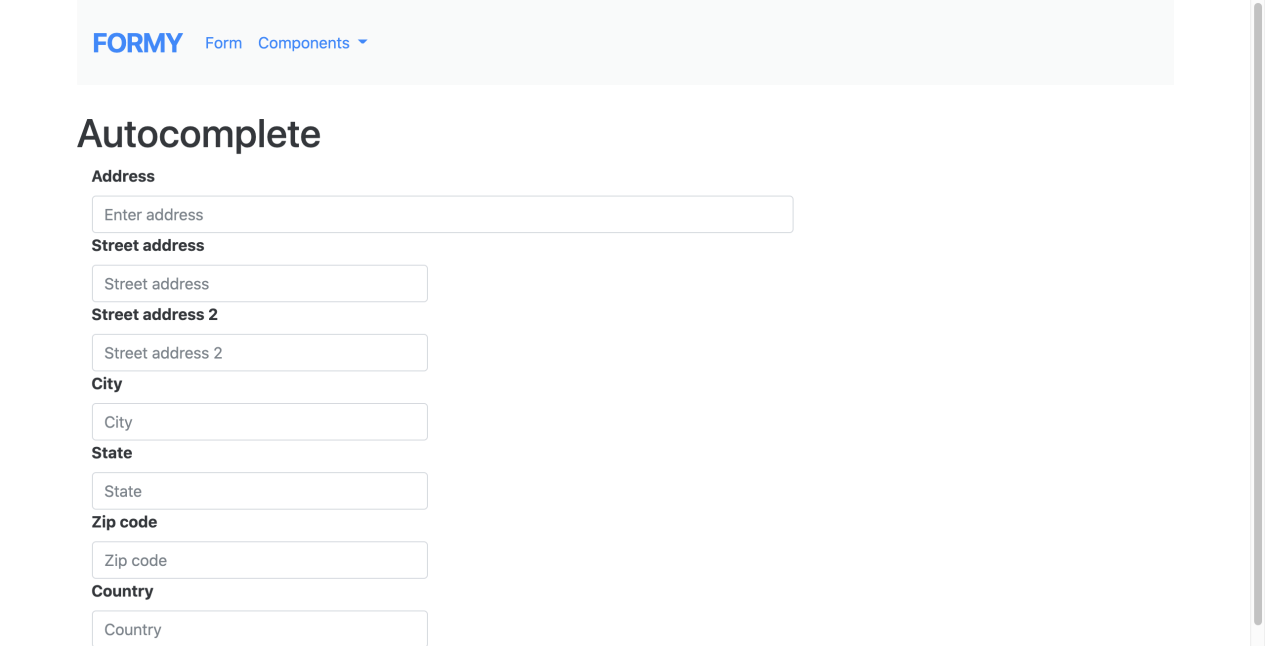 FORMY Form Components
Autocomplete
Address
Enter address
Street address
Street address
Street address 2
Street address 2
City
City
State
State
Zip code
Zip code
Country
Country